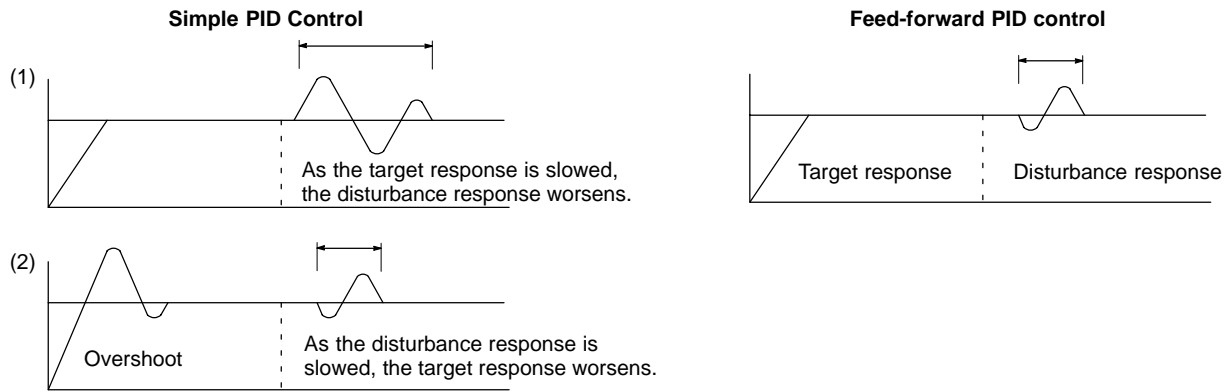 Simple PID Control
Feed-forward PID control
(1)
As the target response is slowed,
the disturbance response worsens.
Target response
Disturbance response
(2)
Overshoot
As the disturbance response is
slowed, the target response worsens.